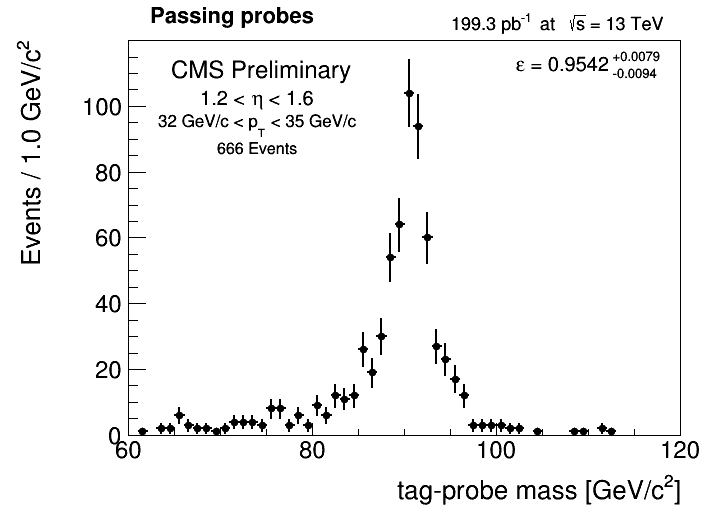 Passing probes
199.3 pb⁻¹ at √s = 13 TeV
CMS Preliminary
ε = 0.9542 +0.0079 -0.0094
1.2 < η < 1.6
32 GeV/c < p_T < 35 GeV/c
666 Events
Events / 1.0 GeV/c²
100
80
60
40
20
0
60 80 100 120
tag-probe mass [GeV/c²]